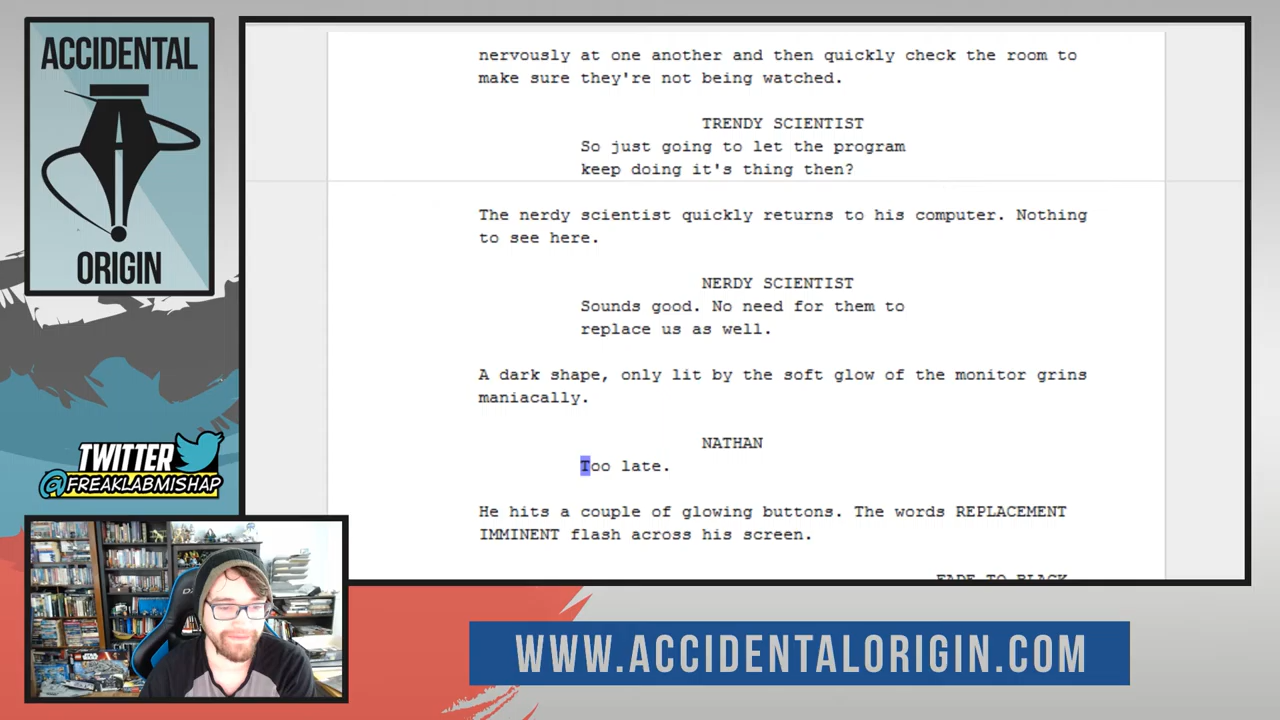 ACCIDENTAL
ORIGIN
nervously at one another and then quickly check the room to
make sure they're not being watched.
TRENDY SCIENTIST
So just going to let the program
keep doing it's thing then?
The nerdy scientist quickly returns to his computer. Nothing
to see here.
NERDY SCIENTIST
Sounds good. No need for them to
replace us as well.
A dark shape, only lit by the soft glow of the monitor grins
maniacally.
NATHAN
Too late.
He hits a couple of glowing buttons. The words REPLACEMENT
IMMINENT flash across his screen.
FADE TO BLACK
TWITTER
@FREAKLABMISHAP
WWW.ACCIDENTALORIGIN.COM